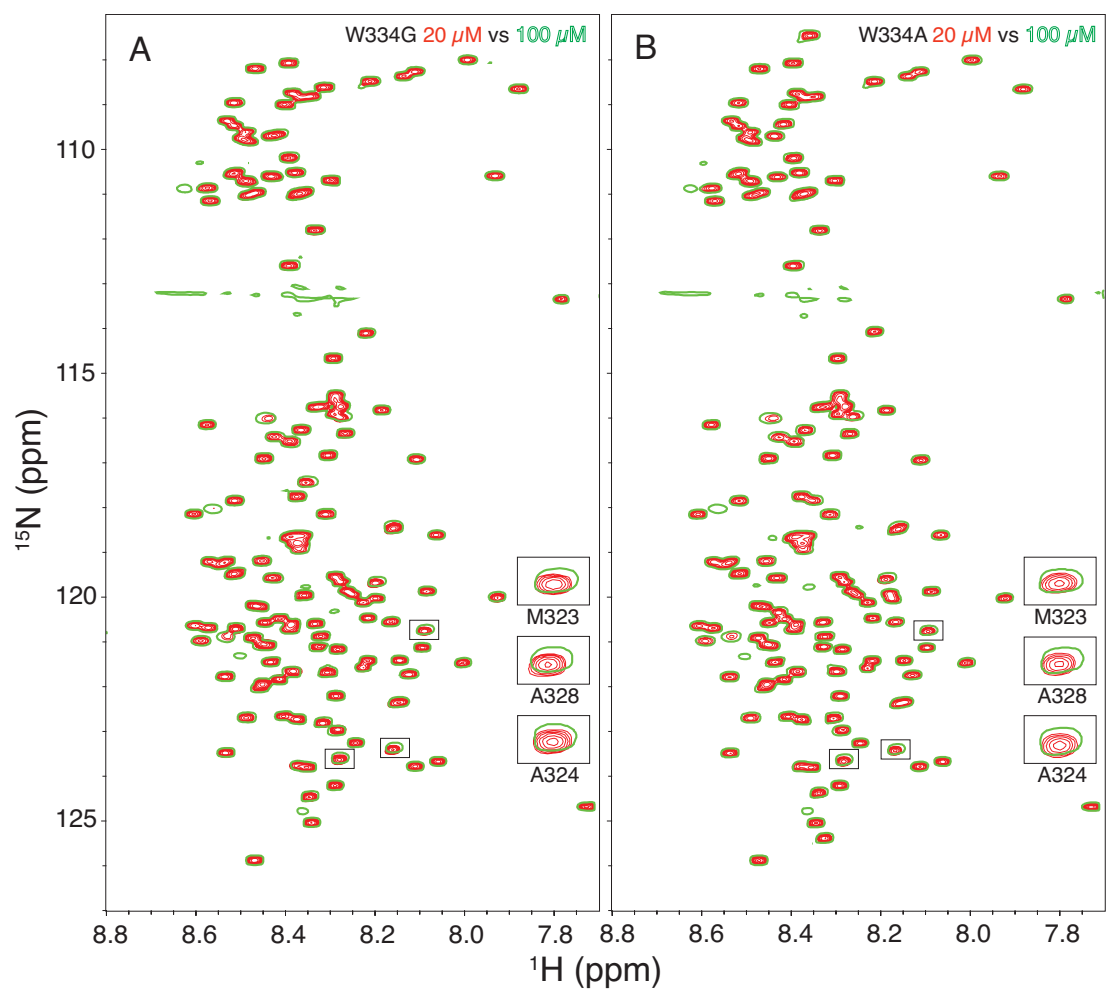 A
W334G 20 µM vs 100 µM
B
W334A 20 µM vs 100 µM
110
115
120
125
15N (ppm)
M323
A328
A324
M323
A328
A324
8.8 8.6 8.4 8.2 8.0 7.8
8.8 8.6 8.4 8.2 8.0 7.8
1H (ppm)